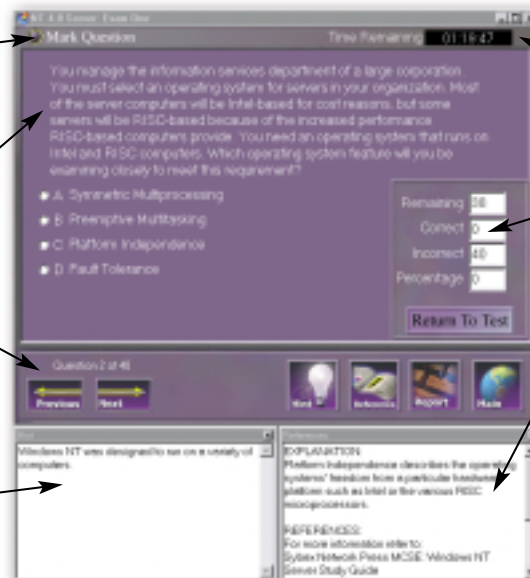 NT 4.0 Server: Exam One
Mark Question
Time Remaining 01:19:47
You manage the information services department of a large corporation.
You must select an operating system for servers in your organization. Most
of the server computers will be Intel-based for cost reasons, but some
servers will be RISC-based because of the increased performance
RISC-based computers provide. You need an operating system that runs on
Intel and RISC computers. Which operating system feature will you be
examining closely to meet this requirement?
A. Symmetric Multiprocessing
B. Preemptive Multitasking
C. Platform Independence
D. Fault Tolerance
Remaining 38
Correct 0
Incorrect 40
Percentage 0
Return To Test
Question 2 of 40
Previous
Next
Hint
Reference
Report
Main
Hint
Windows NT was designed to run on a variety of
computers.
References
EXPLANATION:
Platform Independence describes the operating
systems' freedom from a particular hardware
platform such as Intel or the various RISC
microprocessors.
REFERENCES:
For more information refer to:
Sybex Network Press MCSE: Windows NT
Server Study Guide